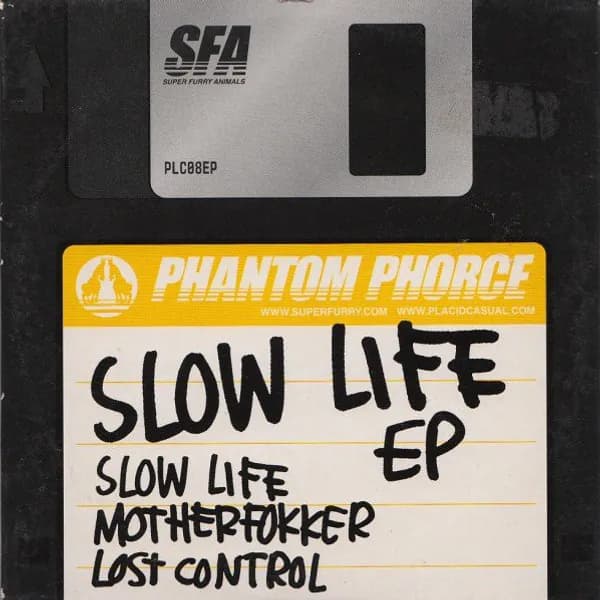 SFA
SUPER FURRY ANIMALS
PLC08EP
PHANTOM PHORCE
WWW.SUPERFURRY.COM WWW.PLACIDCASUAL.COM
SLOW LIFE
EP
SLOW LIFE
MOTHERFOKKER
LOST CONTROL